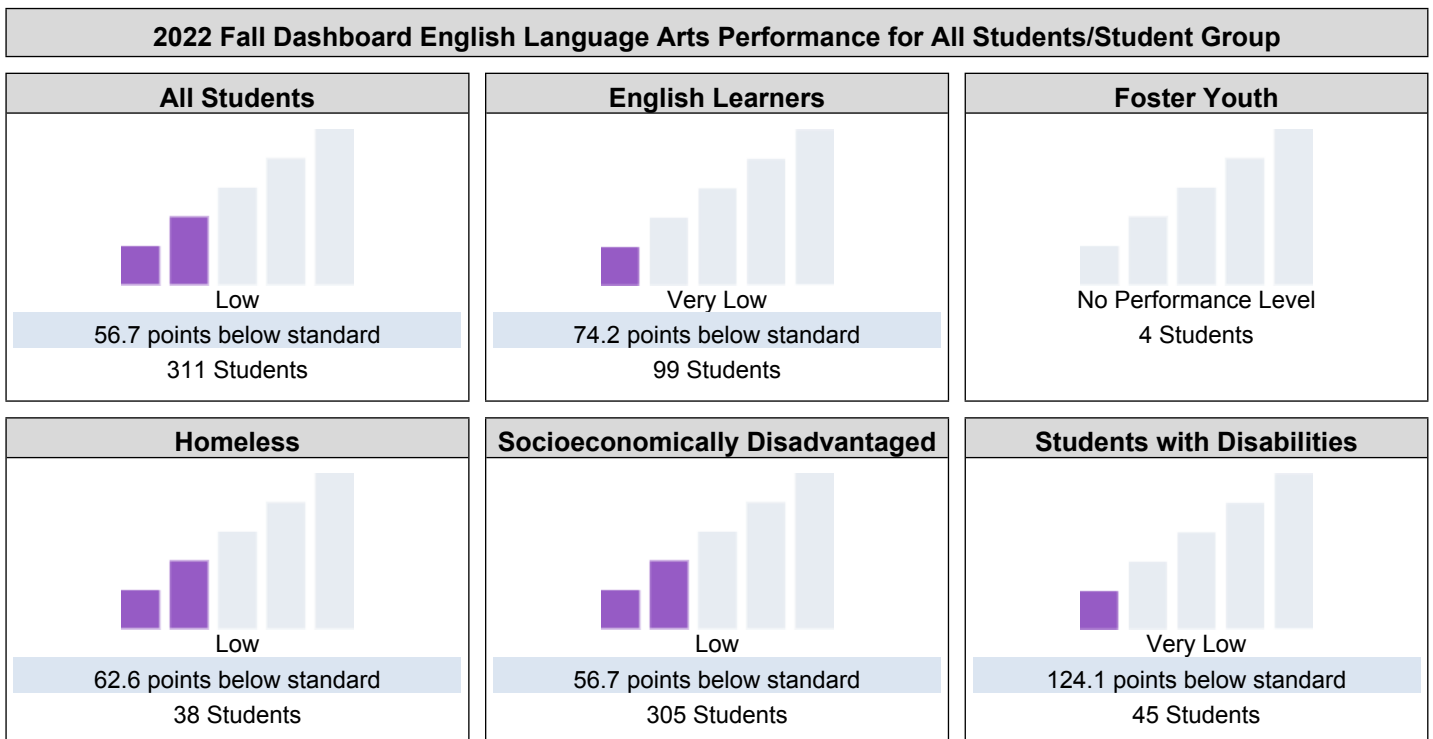 2022 Fall Dashboard English Language Arts Performance for All Students/Student Group
All Students
Low
56.7 points below standard
311 Students
English Learners
Very Low
74.2 points below standard
99 Students
Foster Youth
No Performance Level
4 Students
Homeless
Low
62.6 points below standard
38 Students
Socioeconomically Disadvantaged
Low
56.7 points below standard
305 Students
Students with Disabilities
Very Low
124.1 points below standard
45 Students